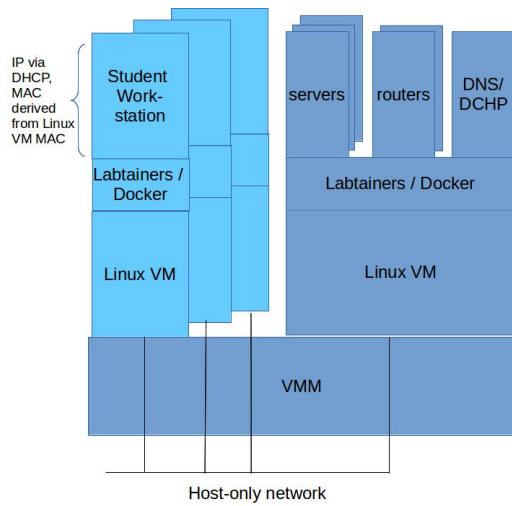 IP via
DHCP,
MAC
derived
from Linux
VM MAC
Student
Work-
station
Labtainers /
Docker
Linux VM
servers
routers
DNS/
DCHP
Labtainers / Docker
Linux VM
VMM
Host-only network